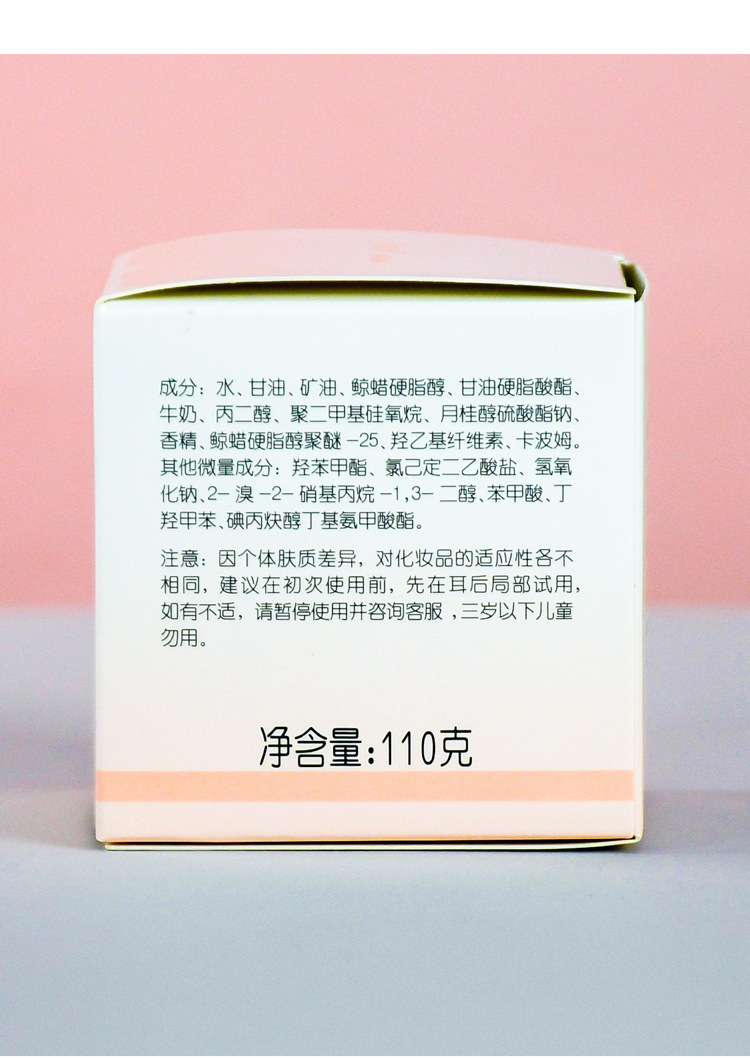 成分：水、甘油、矿油、鲸蜡硬脂醇、甘油硬脂酸酯、
牛奶、丙二醇、聚二甲基硅氧烷、月桂醇硫酸酯钠、
香精、鲸蜡硬脂醇聚醚-25、羟乙基纤维素、卡波姆。
其他微量成分：羟苯甲酯、氯己定二乙酸盐、氢氧
化钠、2-溴-2-硝基丙烷-1,3-二醇、苯甲酸、丁
羟甲苯、碘丙炔醇丁基氨甲酸酯。
注意：因个体肤质差异，对化妆品的适应性各不
相同，建议在初次使用前，先在耳后局部试用，
如有不适，请暂停使用并咨询客服，三岁以下儿童
勿用。
净含量:110克